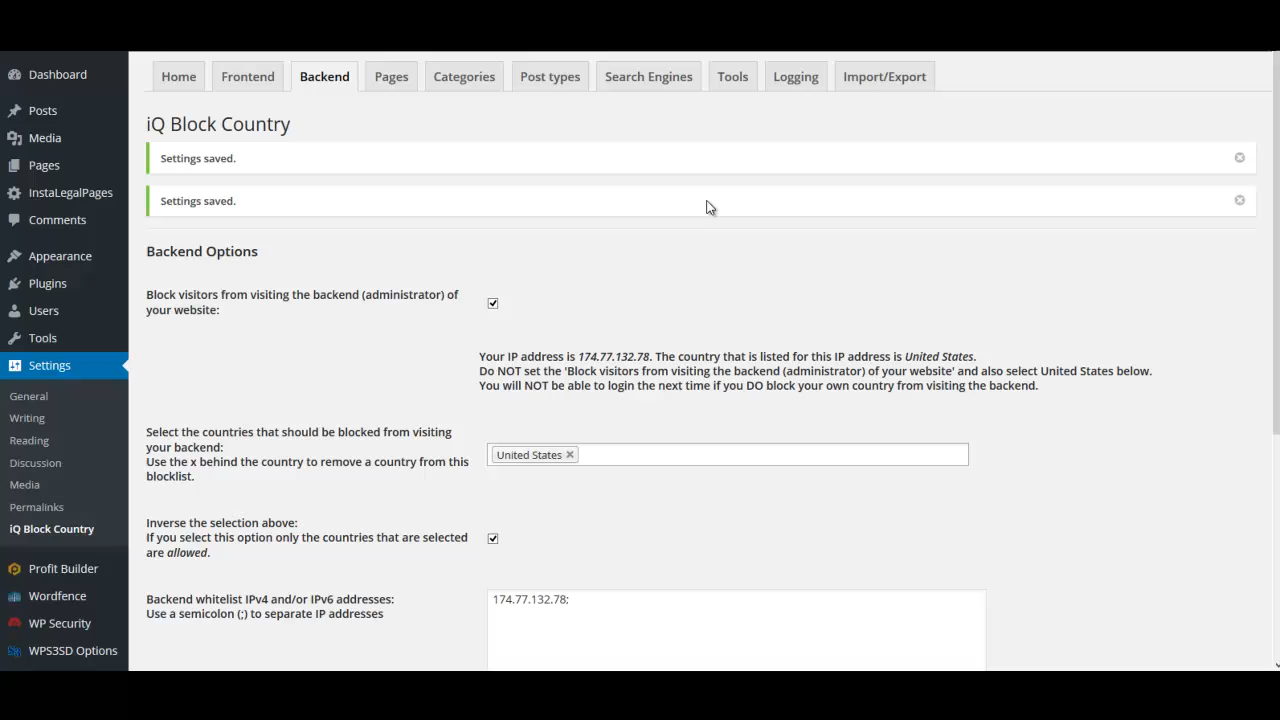 Home
Frontend
Backend
Pages
Categories
Post types
Search Engines
Tools
Logging
Import/Export
Dashboard
Posts
Media
Pages
InstaLegalPages
Comments
Appearance
Plugins
Users
Tools
Settings
General
Writing
Reading
Discussion
Media
Permalinks
iQ Block Country
Profit Builder
Wordfence
WP Security
WPS3SD Options
iQ Block Country
Settings saved.
Settings saved.
Backend Options
Block visitors from visiting the backend (administrator) of
your website:
Your IP address is 174.77.132.78. The country that is listed for this IP address is United States.
Do NOT set the 'Block visitors from visiting the backend (administrator) of your website' and also select United States below.
You will NOT be able to login the next time if you DO block your own country from visiting the backend.
Select the countries that should be blocked from visiting
your backend:
Use the x behind the country to remove a country from this
blocklist.
United States
Inverse the selection above:
If you select this option only the countries that are selected
are allowed.
Backend whitelist IPv4 and/or IPv6 addresses:
Use a semicolon (;) to separate IP addresses
174.77.132.78;